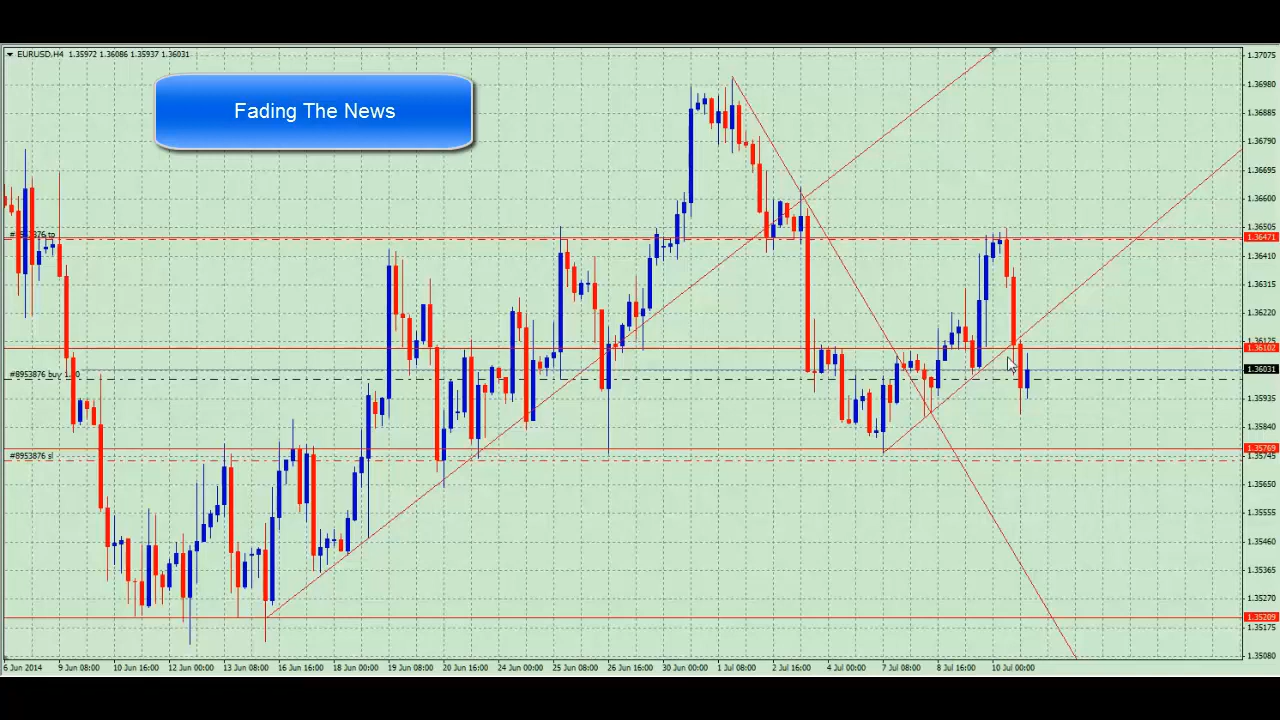 EURUSD,H4 1.35972 1.36086 1.35937 1.36031
Fading The News
1.37075
1.36980
1.36885
1.36790
1.36695
1.36600
1.36505
1.36471
1.36410
1.36315
1.36220
1.36125
1.36102
1.36031
1.35935
1.35840
1.35769
1.35745
1.35650
1.35555
1.35460
1.35365
1.35270
1.35209
1.35175
1.35080
#8953876 tp
#8953876 buy 1.00
#8953876 sl
6 Jun 2014
9 Jun 08:00
10 Jun 16:00
12 Jun 00:00
13 Jun 08:00
16 Jun 16:00
18 Jun 00:00
19 Jun 08:00
20 Jun 16:00
24 Jun 00:00
25 Jun 08:00
26 Jun 16:00
30 Jun 00:00
1 Jul 08:00
2 Jul 16:00
4 Jul 00:00
7 Jul 08:00
8 Jul 16:00
10 Jul 00:00